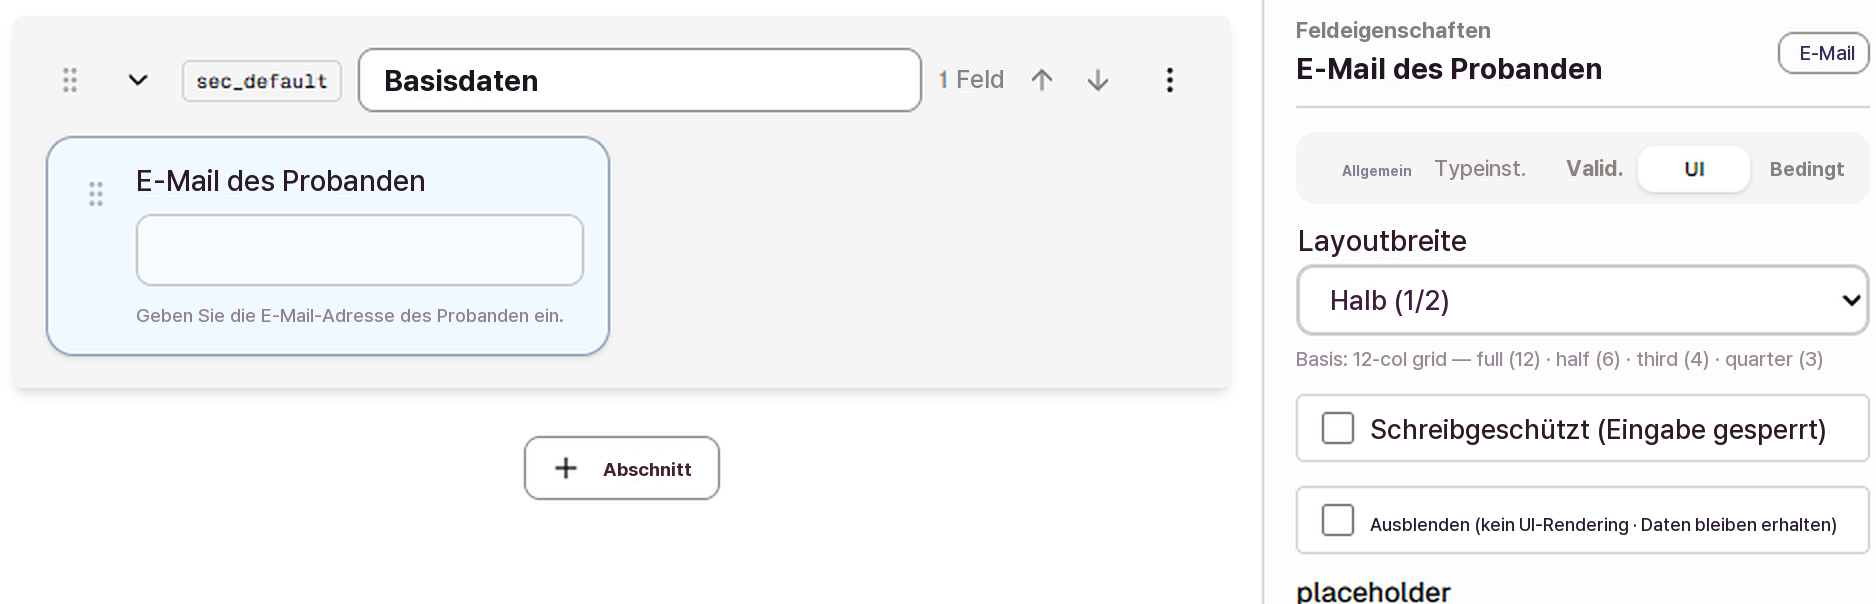 sec_default
Basisdaten
1 Feld
E-Mail des Probanden
Geben Sie die E-Mail-Adresse des Probanden ein.
Abschnitt
Feldeigenschaften
E-Mail des Probanden
E-Mail
Allgemein Typeinst. Valid. UI Bedingt
Layoutbreite
Halb (1/2)
Basis: 12-col grid — full (12) · half (6) · third (4) · quarter (3)
Schreibgeschützt (Eingabe gesperrt)
Ausblenden (kein UI-Rendering · Daten bleiben erhalten)
placeholder